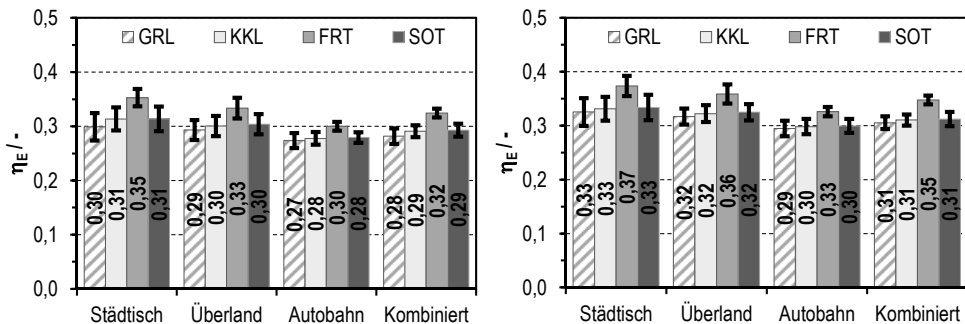 GRL KKL FRT SOT
0,5
0,4
0,3
0,2
0,1
0,0
ηE /-
0,30 0,31 0,35 0,31
0,29 0,30 0,33 0,30
0,27 0,28 0,30 0,28
0,28 0,29 0,32 0,29
Städtisch Überland Autobahn Kombiniert
GRL KKL FRT SOT
0,5
0,4
0,3
0,2
0,1
0,0
ηE /-
0,33 0,33 0,37 0,33
0,32 0,32 0,36 0,32
0,29 0,30 0,33 0,30
0,31 0,31 0,35 0,31
Städtisch Überland Autobahn Kombiniert